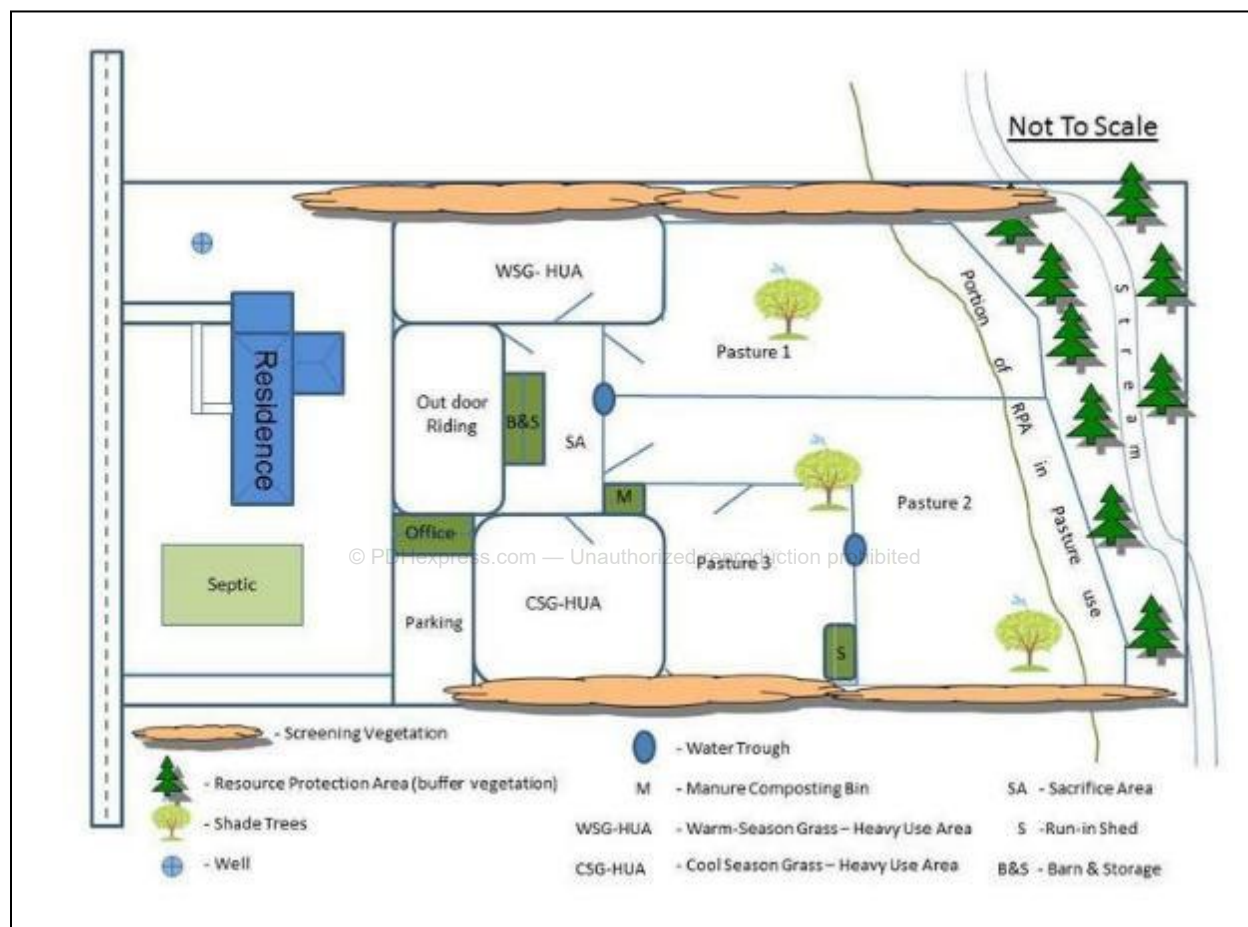 Not To Scale
WSG- HUA
Portion of RPA in Pasture use
Stream
Pasture 1
Residence
Out door
Riding
B&S
SA
M
Pasture 2
Office
© PDHexpress.com — Unauthorized reproduction prohibited
Pasture 3
Septic
CSG-HUA
Parking
S
- Screening Vegetation
- Resource Protection Area (buffer vegetation)
- Shade Trees
- Well
- Water Trough
M - Manure Composting Bin
WSG-HUA - Warm-Season Grass – Heavy Use Area
CSG-HUA - Cool Season Grass – Heavy Use Area
SA - Sacrifice Area
S -Run-in Shed
B&S - Barn & Storage